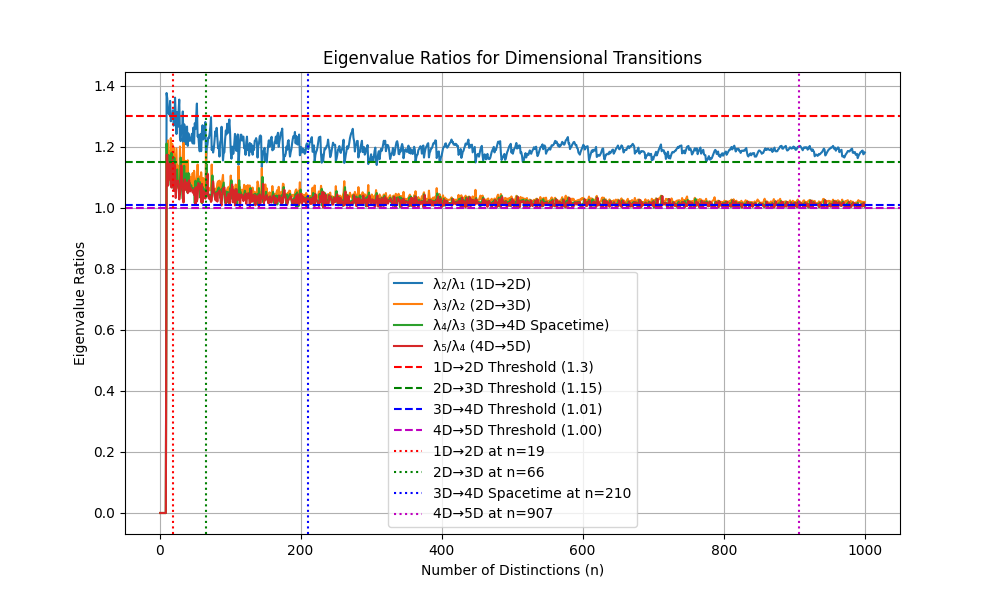 Eigenvalue Ratios for Dimensional Transitions
1.4
1.2
1.0
0.8
0.6
0.4
0.2
0.0
Eigenvalue Ratios
λ₂/λ₁ (1D→2D)
λ₃/λ₂ (2D→3D)
λ₄/λ₃ (3D→4D Spacetime)
λ₅/λ₄ (4D→5D)
1D→2D Threshold (1.3)
2D→3D Threshold (1.15)
3D→4D Threshold (1.01)
4D→5D Threshold (1.00)
1D→2D at n=19
2D→3D at n=66
3D→4D Spacetime at n=210
4D→5D at n=907
0 200 400 600 800 1000
Number of Distinctions (n)